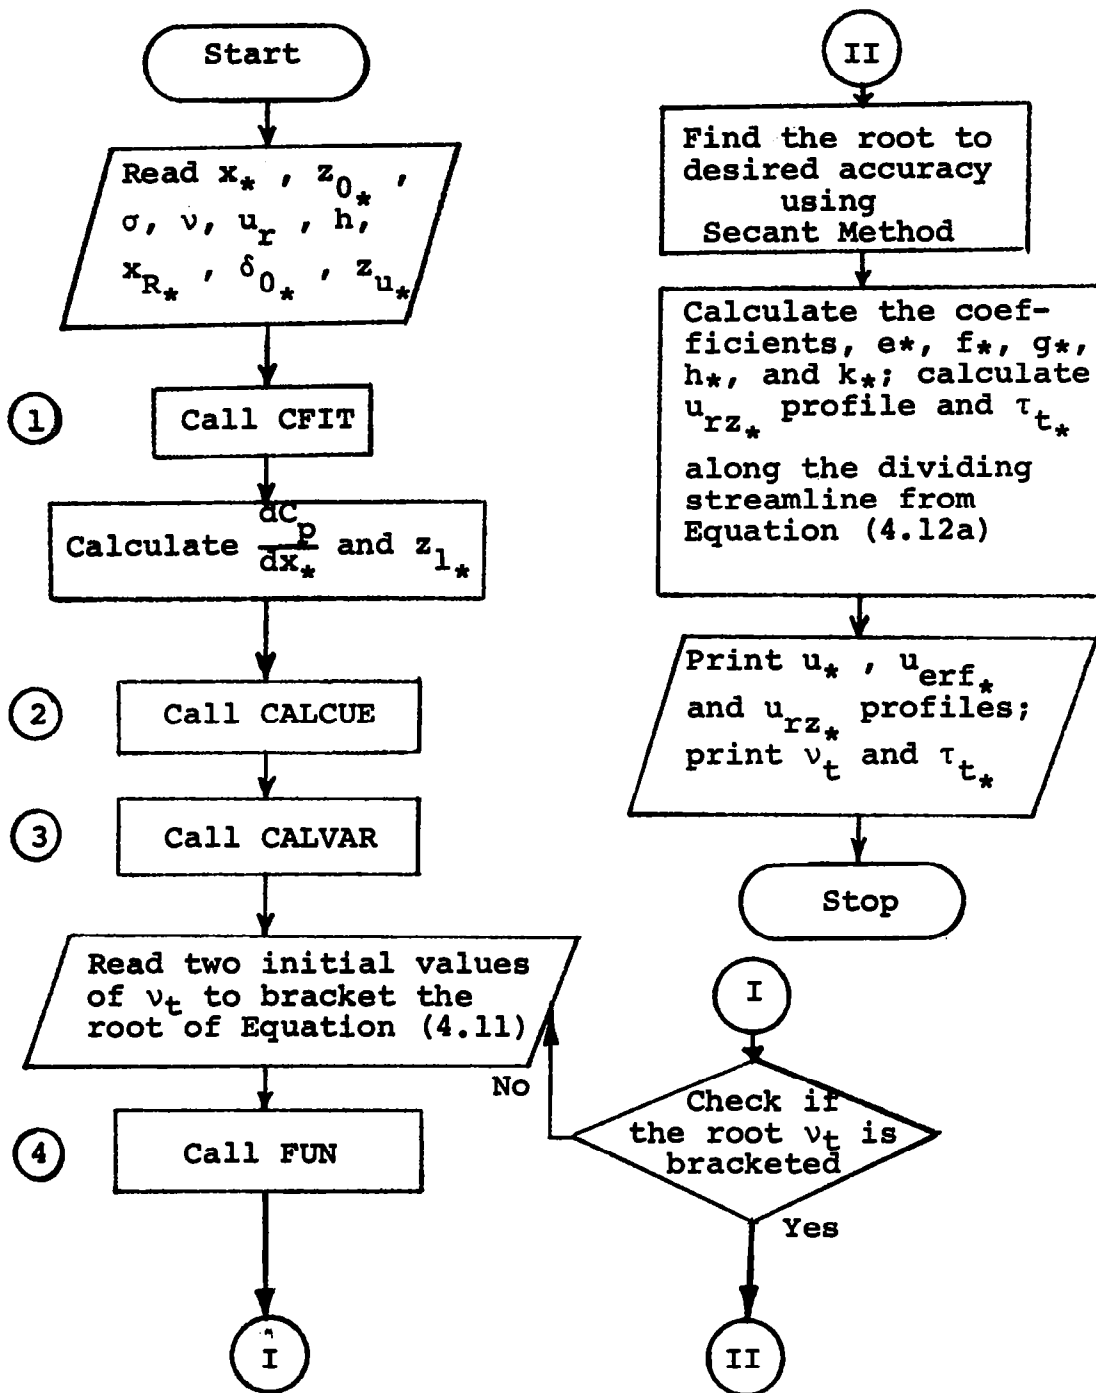 Start
Read x* , z0* ,
σ, ν, ur , h,
xR* , δ0* , zu*
1
Call CFIT
Calculate dCp/dx* and z1*
2
Call CALCUE
3
Call CALVAR
Read two initial values
of νt to bracket the
root of Equation (4.11)
4
Call FUN
I
II
Find the root to
desired accuracy
using
Secant Method
Calculate the coef-
ficients, e*, f*, g*,
h*, and k*; calculate
urz* profile and τt*
along the dividing
streamline from
Equation (4.12a)
Print u* , uerf*
and urz* profiles;
print νt and τt*
Stop
I
Check if
the root νt is
bracketed
No
Yes
II